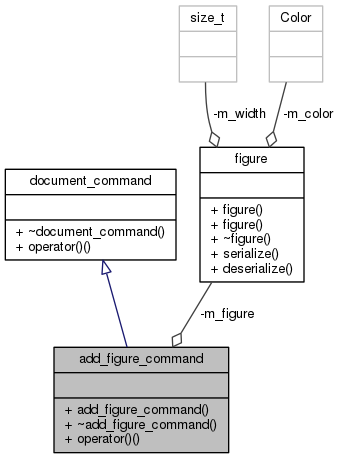 size_t
Color
-m_width
-m_color
figure
+ figure()
+ figure()
+ ~figure()
+ serialize()
+ deserialize()
document_command
+ ~document_command()
+ operator()()
-m_figure
add_figure_command
+ add_figure_command()
+ ~add_figure_command()
+ operator()()